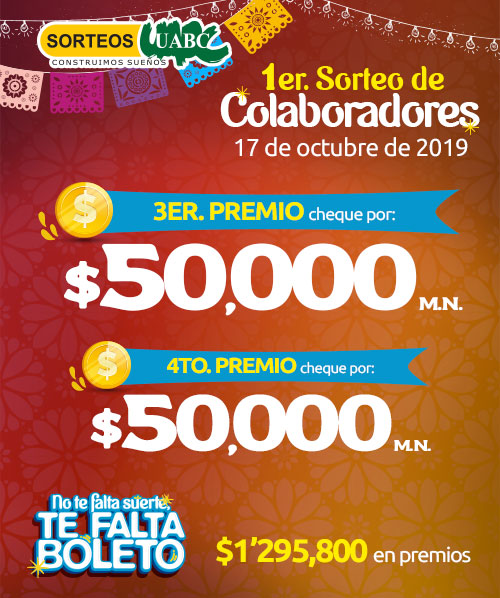 SORTEOS UABC
CONSTRUIMOS SUEÑOS
1er. Sorteo de
Colaboradores
17 de octubre de 2019
$
3ER. PREMIO cheque por:
$50,000 M.N.
$
4TO. PREMIO cheque por:
$50,000 M.N.
No te falta suerte,
TE FALTA
BOLETO
$1'295,800 en premios